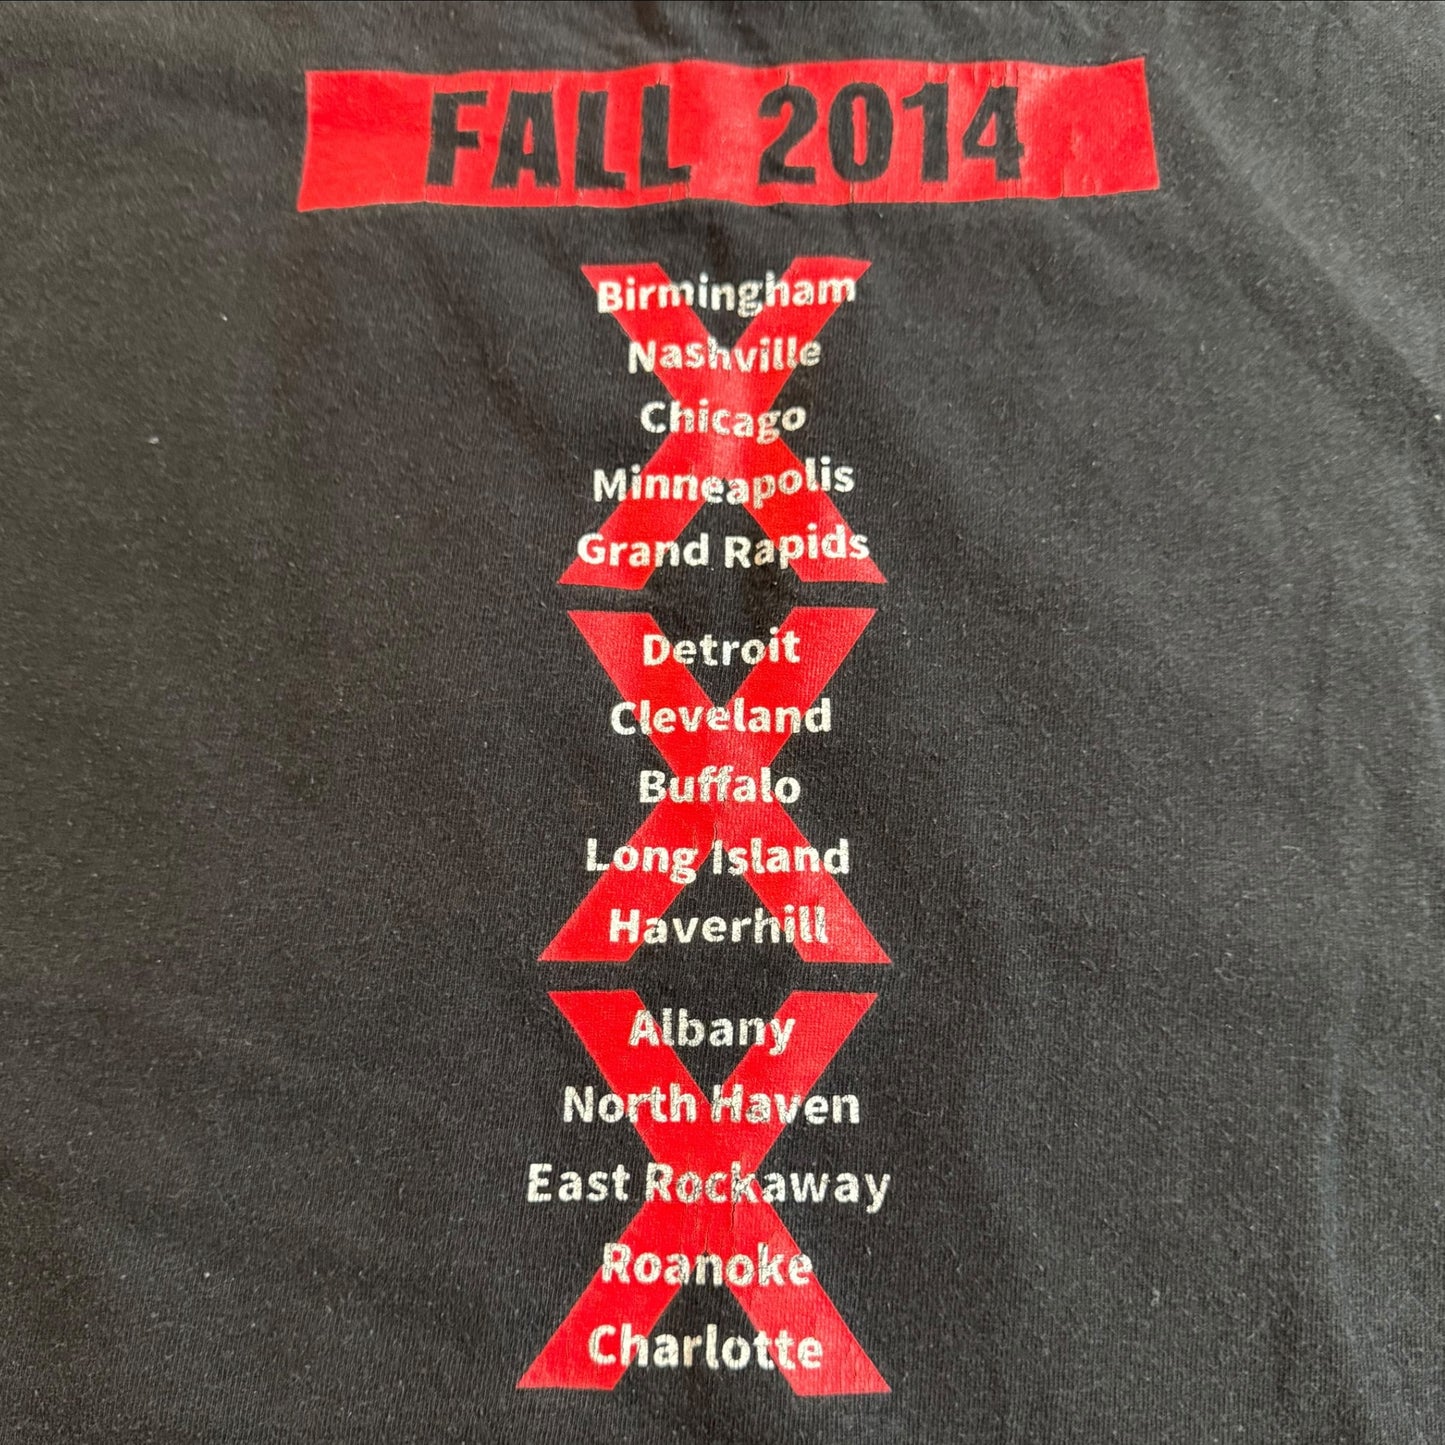 FALL 2014
Birmingham
Nashville
Chicago
Minneapolis
Grand Rapids
Detroit
Cleveland
Buffalo
Long Island
Haverhill
Albany
North Haven
East Rockaway
Roanoke
Charlotte